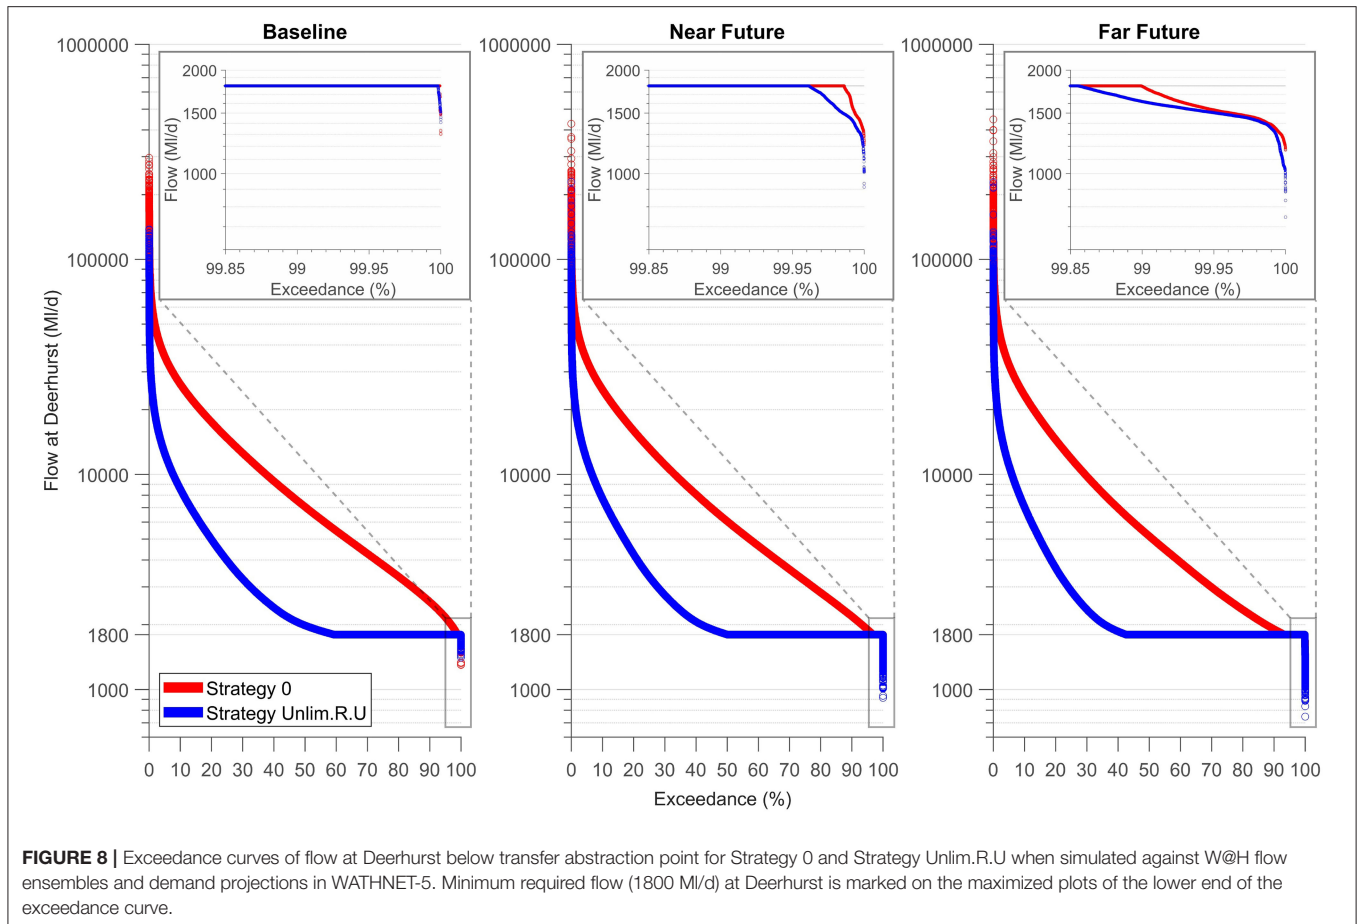 Baseline
Near Future
Far Future
Flow at Deerhurst (Ml/d)
1000000
100000
10000
1800
1000
0 10 20 30 40 50 60 70 80 90 100
2000
1500
1000
Flow (Ml/d)
99.85 99 99.95 100
Exceedance (%)
Strategy 0
Strategy Unlim.R.U
1000000
100000
10000
1800
1000
0 10 20 30 40 50 60 70 80 90 100
2000
1500
1000
Flow (Ml/d)
99.85 99 99.95 100
Exceedance (%)
Exceedance (%)
1000000
100000
10000
1800
1000
0 10 20 30 40 50 60 70 80 90 100
2000
1500
1000
Flow (Ml/d)
99.85 99 99.95 100
Exceedance (%)
FIGURE 8 | Exceedance curves of flow at Deerhurst below transfer abstraction point for Strategy 0 and Strategy Unlim.R.U when simulated against W@H flow
ensembles and demand projections in WATHNET-5. Minimum required flow (1800 Ml/d) at Deerhurst is marked on the maximized plots of the lower end of the
exceedance curve.